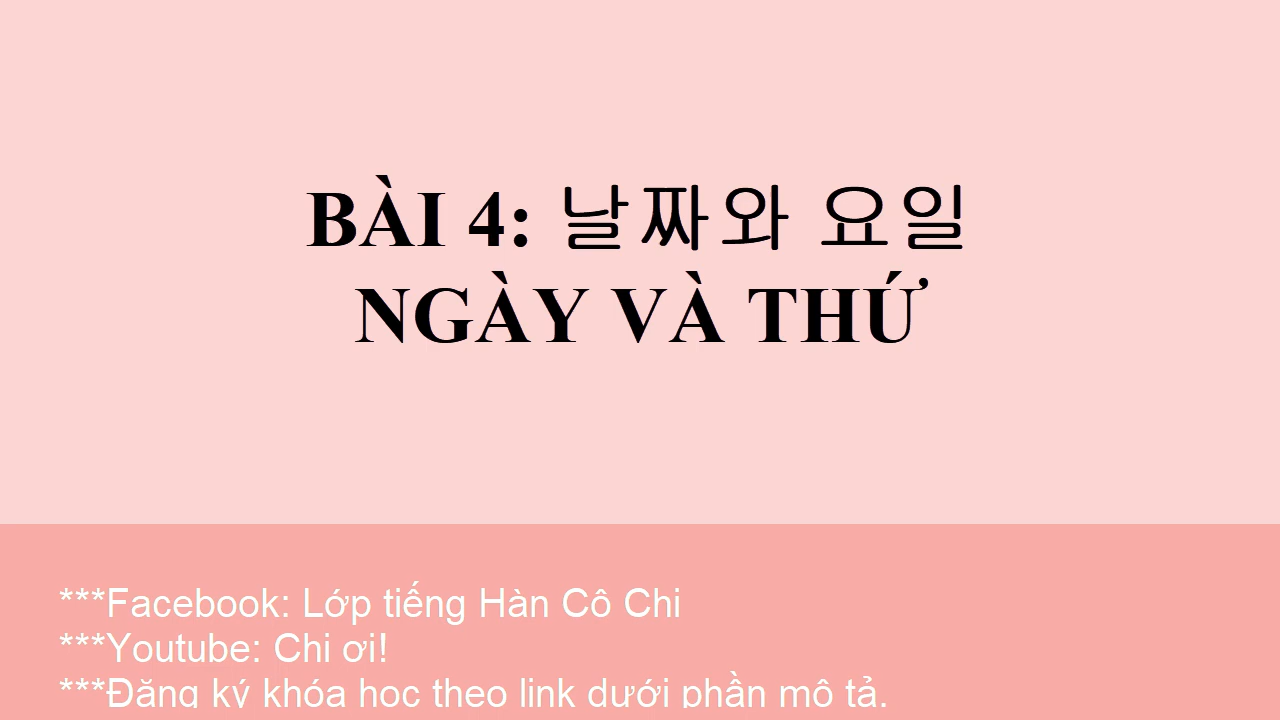 BÀI 4: 날짜와 요일
NGÀY VÀ THỨ
***Facebook: Lớp tiếng Hàn Cô Chi
***Youtube: Chi ơi!
***Đăng ký khóa học theo link dưới phần mô tả.